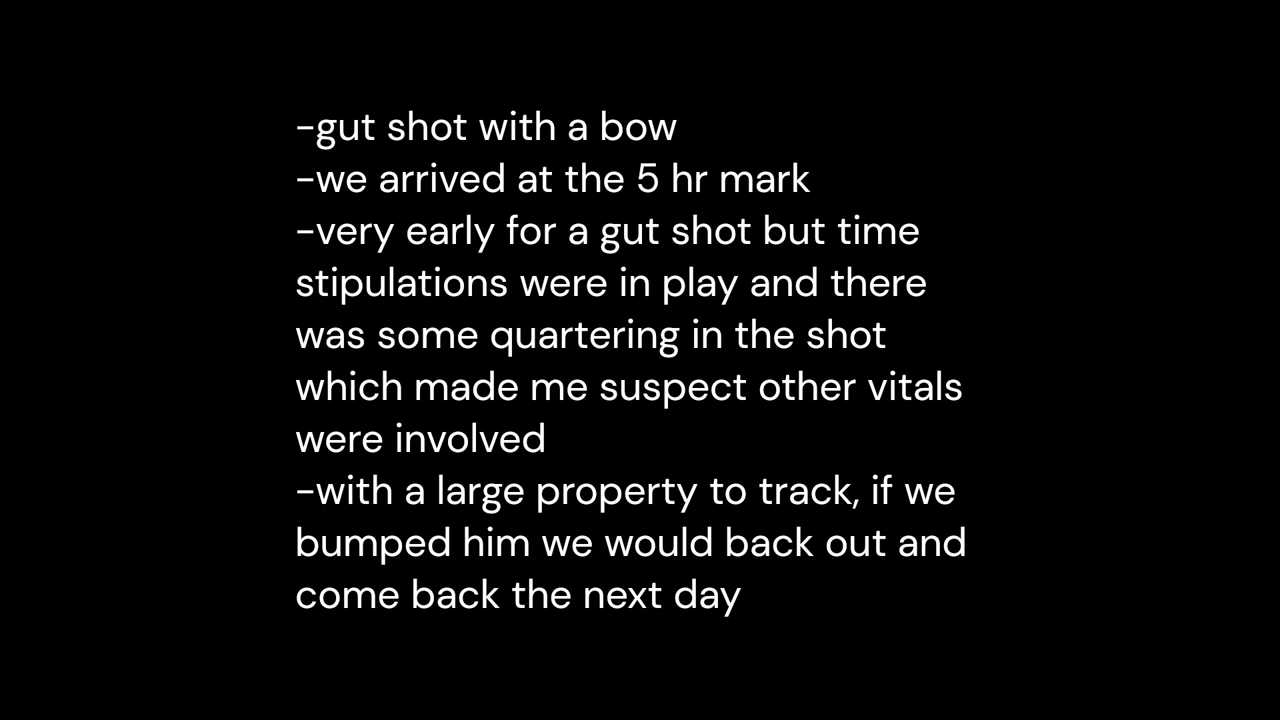 -gut shot with a bow
-we arrived at the 5 hr mark
-very early for a gut shot but time
stipulations were in play and there
was some quartering in the shot
which made me suspect other vitals
were involved
-with a large property to track, if we
bumped him we would back out and
come back the next day